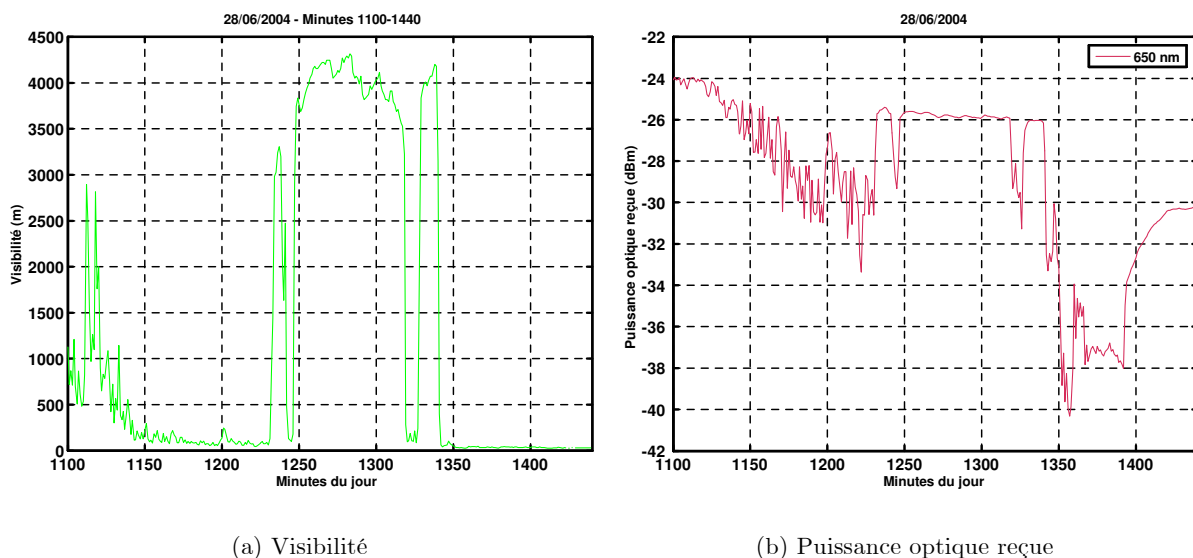 28/06/2004 - Minutes 1100-1440
4500
4000
3500
3000
2500
2000
1500
1000
500
0
Visibilité (m)
1100 1150 1200 1250 1300 1350 1400
Minutes du jour
(a) Visibilité
28/06/2004
650 nm
-22
-24
-26
-28
-30
-32
-34
-36
-38
-40
-42
Puissance optique reçue (dBm)
1100 1150 1200 1250 1300 1350 1400
Minutes du jour
(b) Puissance optique reçue